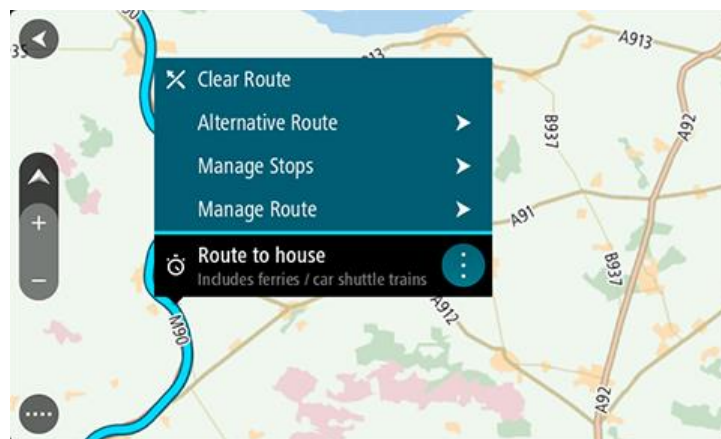 A913
A913
B937
A92
Clear Route
Alternative Route
Manage Stops
Manage Route
A91
Route to house
Includes ferries / car shuttle trains
B937
A912
M90
A92